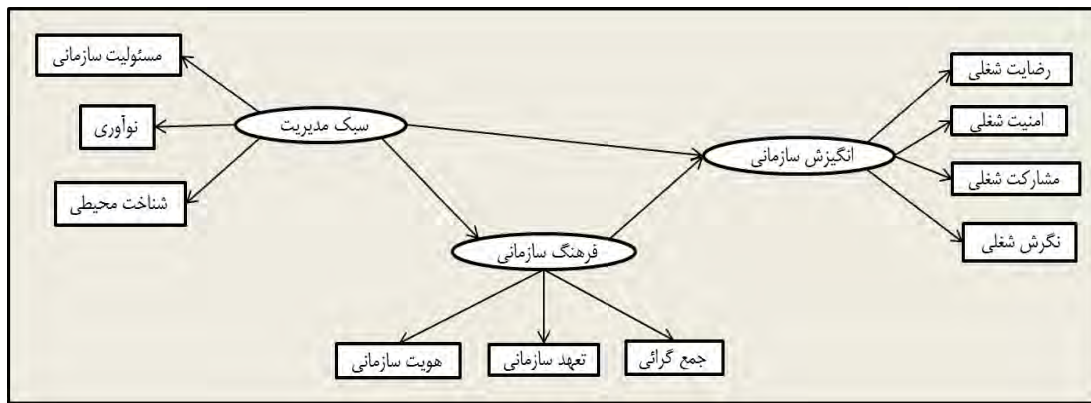 مسئولیت سازمانی
نوآوری
شناخت محیطی
سبک مدیریت
فرهنگ سازمانی
هویت سازمانی
تعهد سازمانی
جمع گرائی
انگیزش سازمانی
رضایت شغلی
امنیت شغلی
مشارکت شغلی
نگرش شغلی